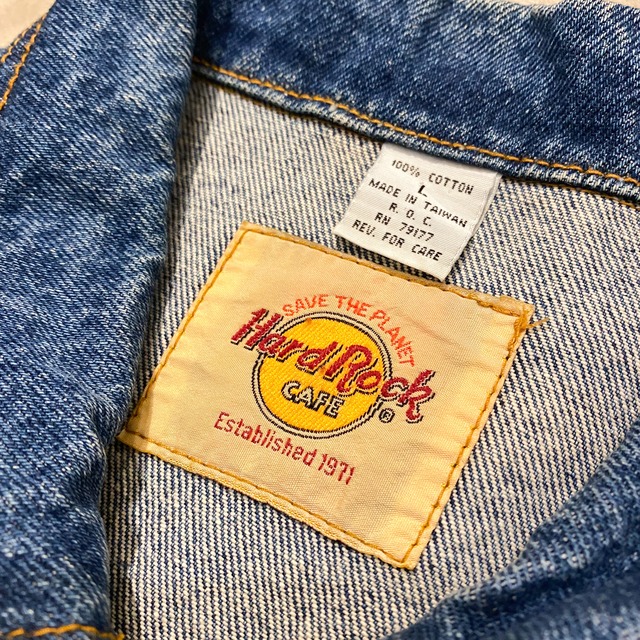 100% COTTON
L
MADE IN TAIWAN
R. O. C.
RN 79177
REV. FOR CARE
SAVE THE PLANET
Hard Rock
CAFE ®
Established 1971